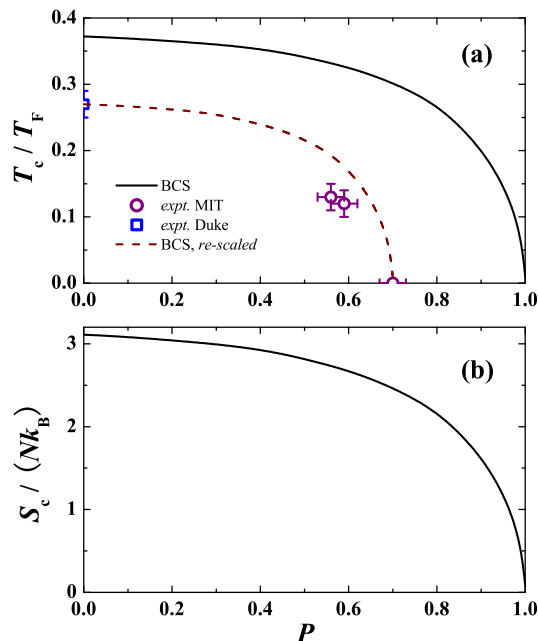 0.4
(a)
0.3
T_c / T_F
0.2
BCS
expt. MIT
0.1
expt. Duke
BCS, re-scaled
0.0
0.0 0.2 0.4 0.6 0.8 1.0
3
(b)
S_c / (Nk_B)
2
1
0
0.0 0.2 0.4 0.6 0.8 1.0
P